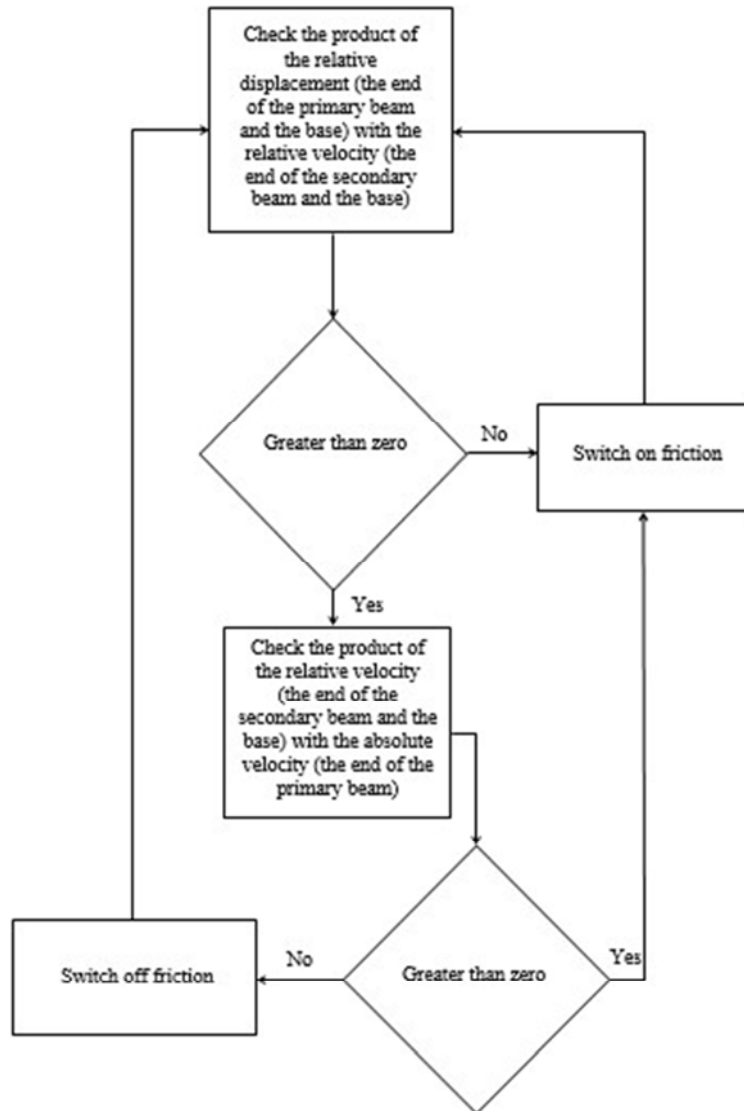 Check the product of
the relative
displacement (the end
of the primary beam
and the base) with the
relative velocity (the
end of the secondary
beam and the base)
Greater than zero
No
Switch on friction
Yes
Check the product of
the relative velocity
(the end of the
secondary beam and the
base) with the absolute
velocity (the end of the
primary beam)
Switch off friction
No
Greater than zero
Yes